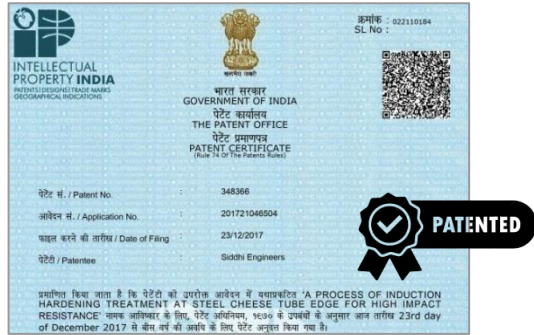 INTELLECTUAL
PROPERTY INDIA
PATENTS | DESIGNS | TRADE MARKS
GEOGRAPHICAL INDICATIONS
सत्यमेव जयते
क्रमांक : 022110184
SL No :
भारत सरकार
GOVERNMENT OF INDIA
पेटेंट कार्यालय
THE PATENT OFFICE
पेटेंट प्रमाणपत्र
PATENT CERTIFICATE
(Rule 74 Of The Patents Rules)
पेटेंट सं. / Patent No. : 348366
आवेदन सं. / Application No. : 201721046504
फाइल करने की तारीख / Date of Filing : 23/12/2017
पेटेंटी / Patentee : Siddhi Engineers
PATENTED
प्रमाणित किया जाता है कि पेटेंटी को उपरोक्त आवेदन में यथाप्रकटित 'A PROCESS OF INDUCTION
HARDENING TREATMENT AT STEEL CHEESE TUBE EDGE FOR HIGH IMPACT
RESISTANCE' नामक आविष्कार के लिए, पेटेंट अधिनियम, १९७० के उपबंधों के अनुसार आज तारीख 23rd day
of December 2017 से बीस वर्ष की अवधि के लिए पेटेंट अनुदत्त किया गया है।